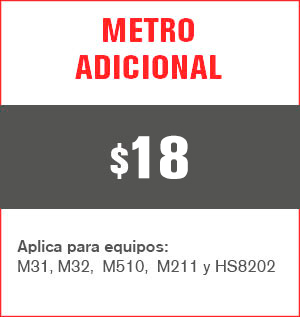 METRO
ADICIONAL
$18
Aplica para equipos:
M31, M32,  M510,  M211 y HS8202